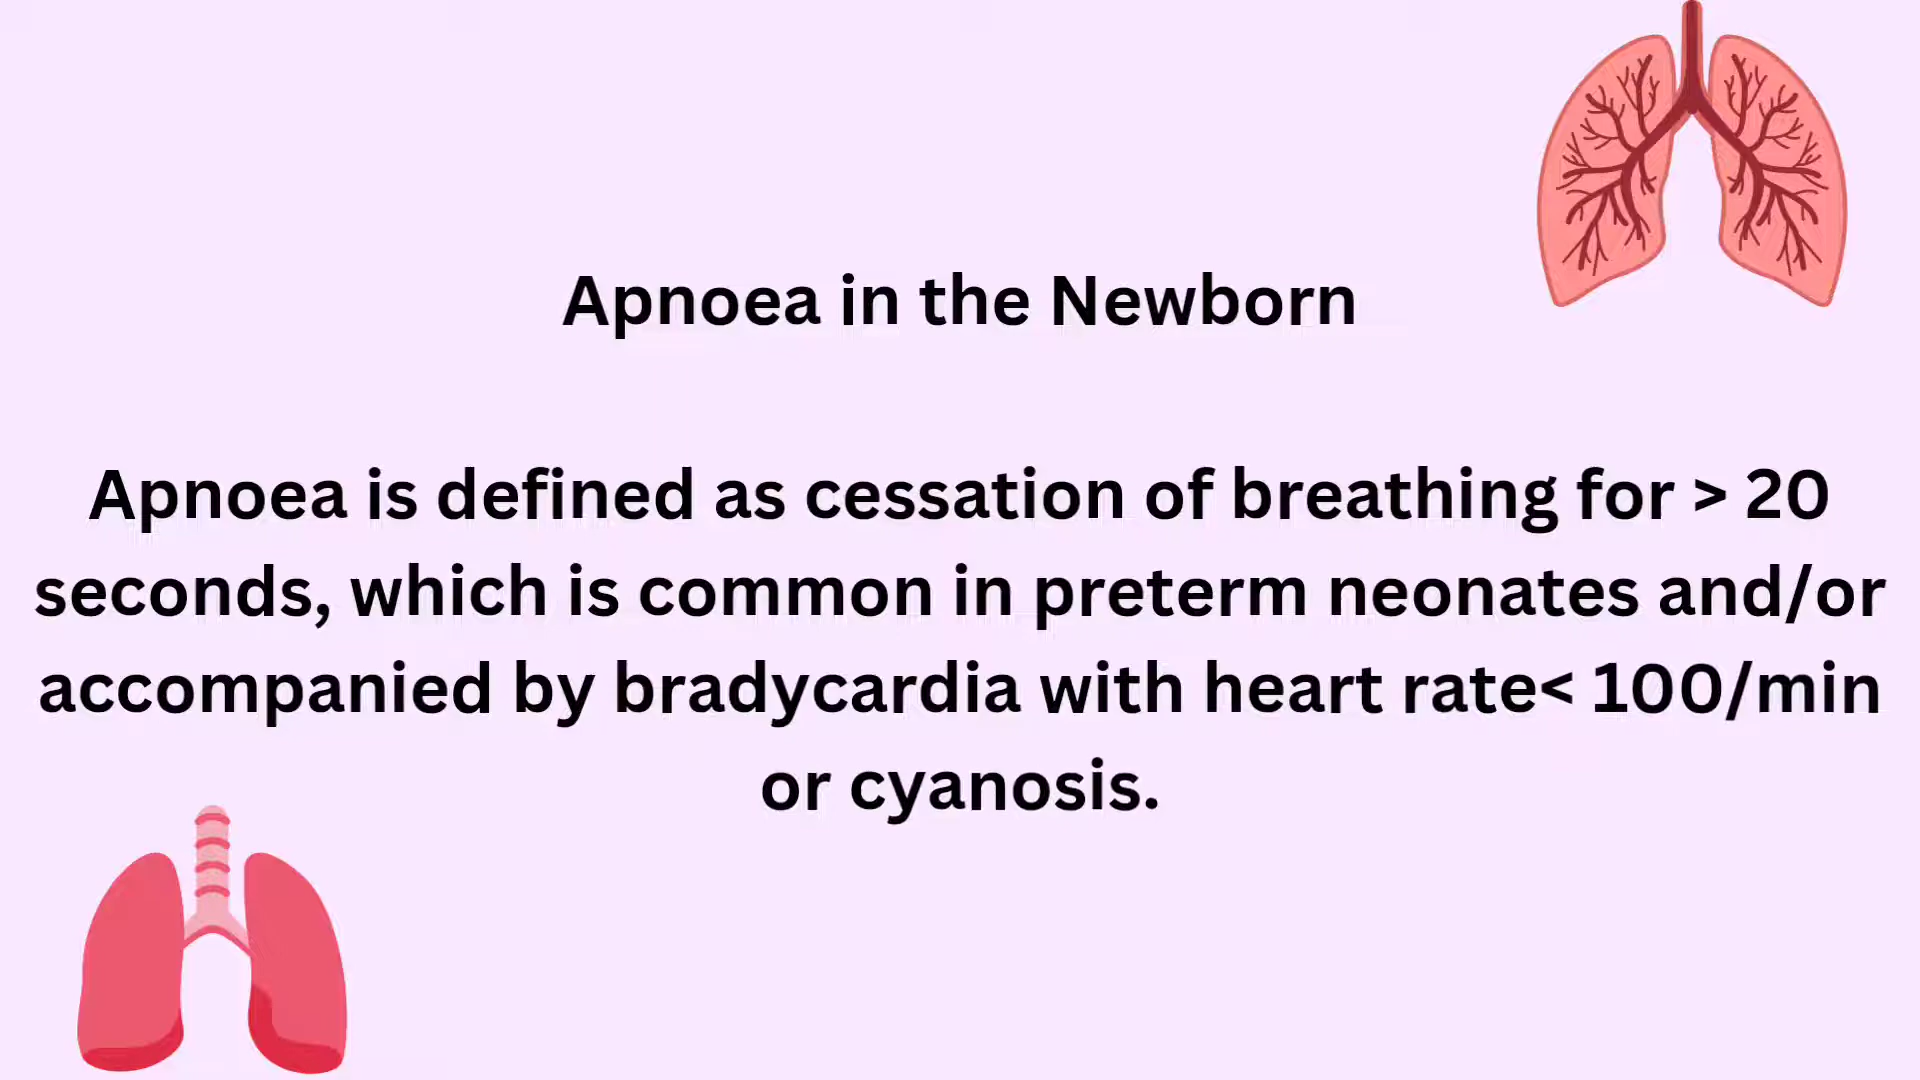 Apnoea in the Newborn
Apnoea is defined as cessation of breathing for > 20
seconds, which is common in preterm neonates and/or
accompanied by bradycardia with heart rate< 100/min
or cyanosis.